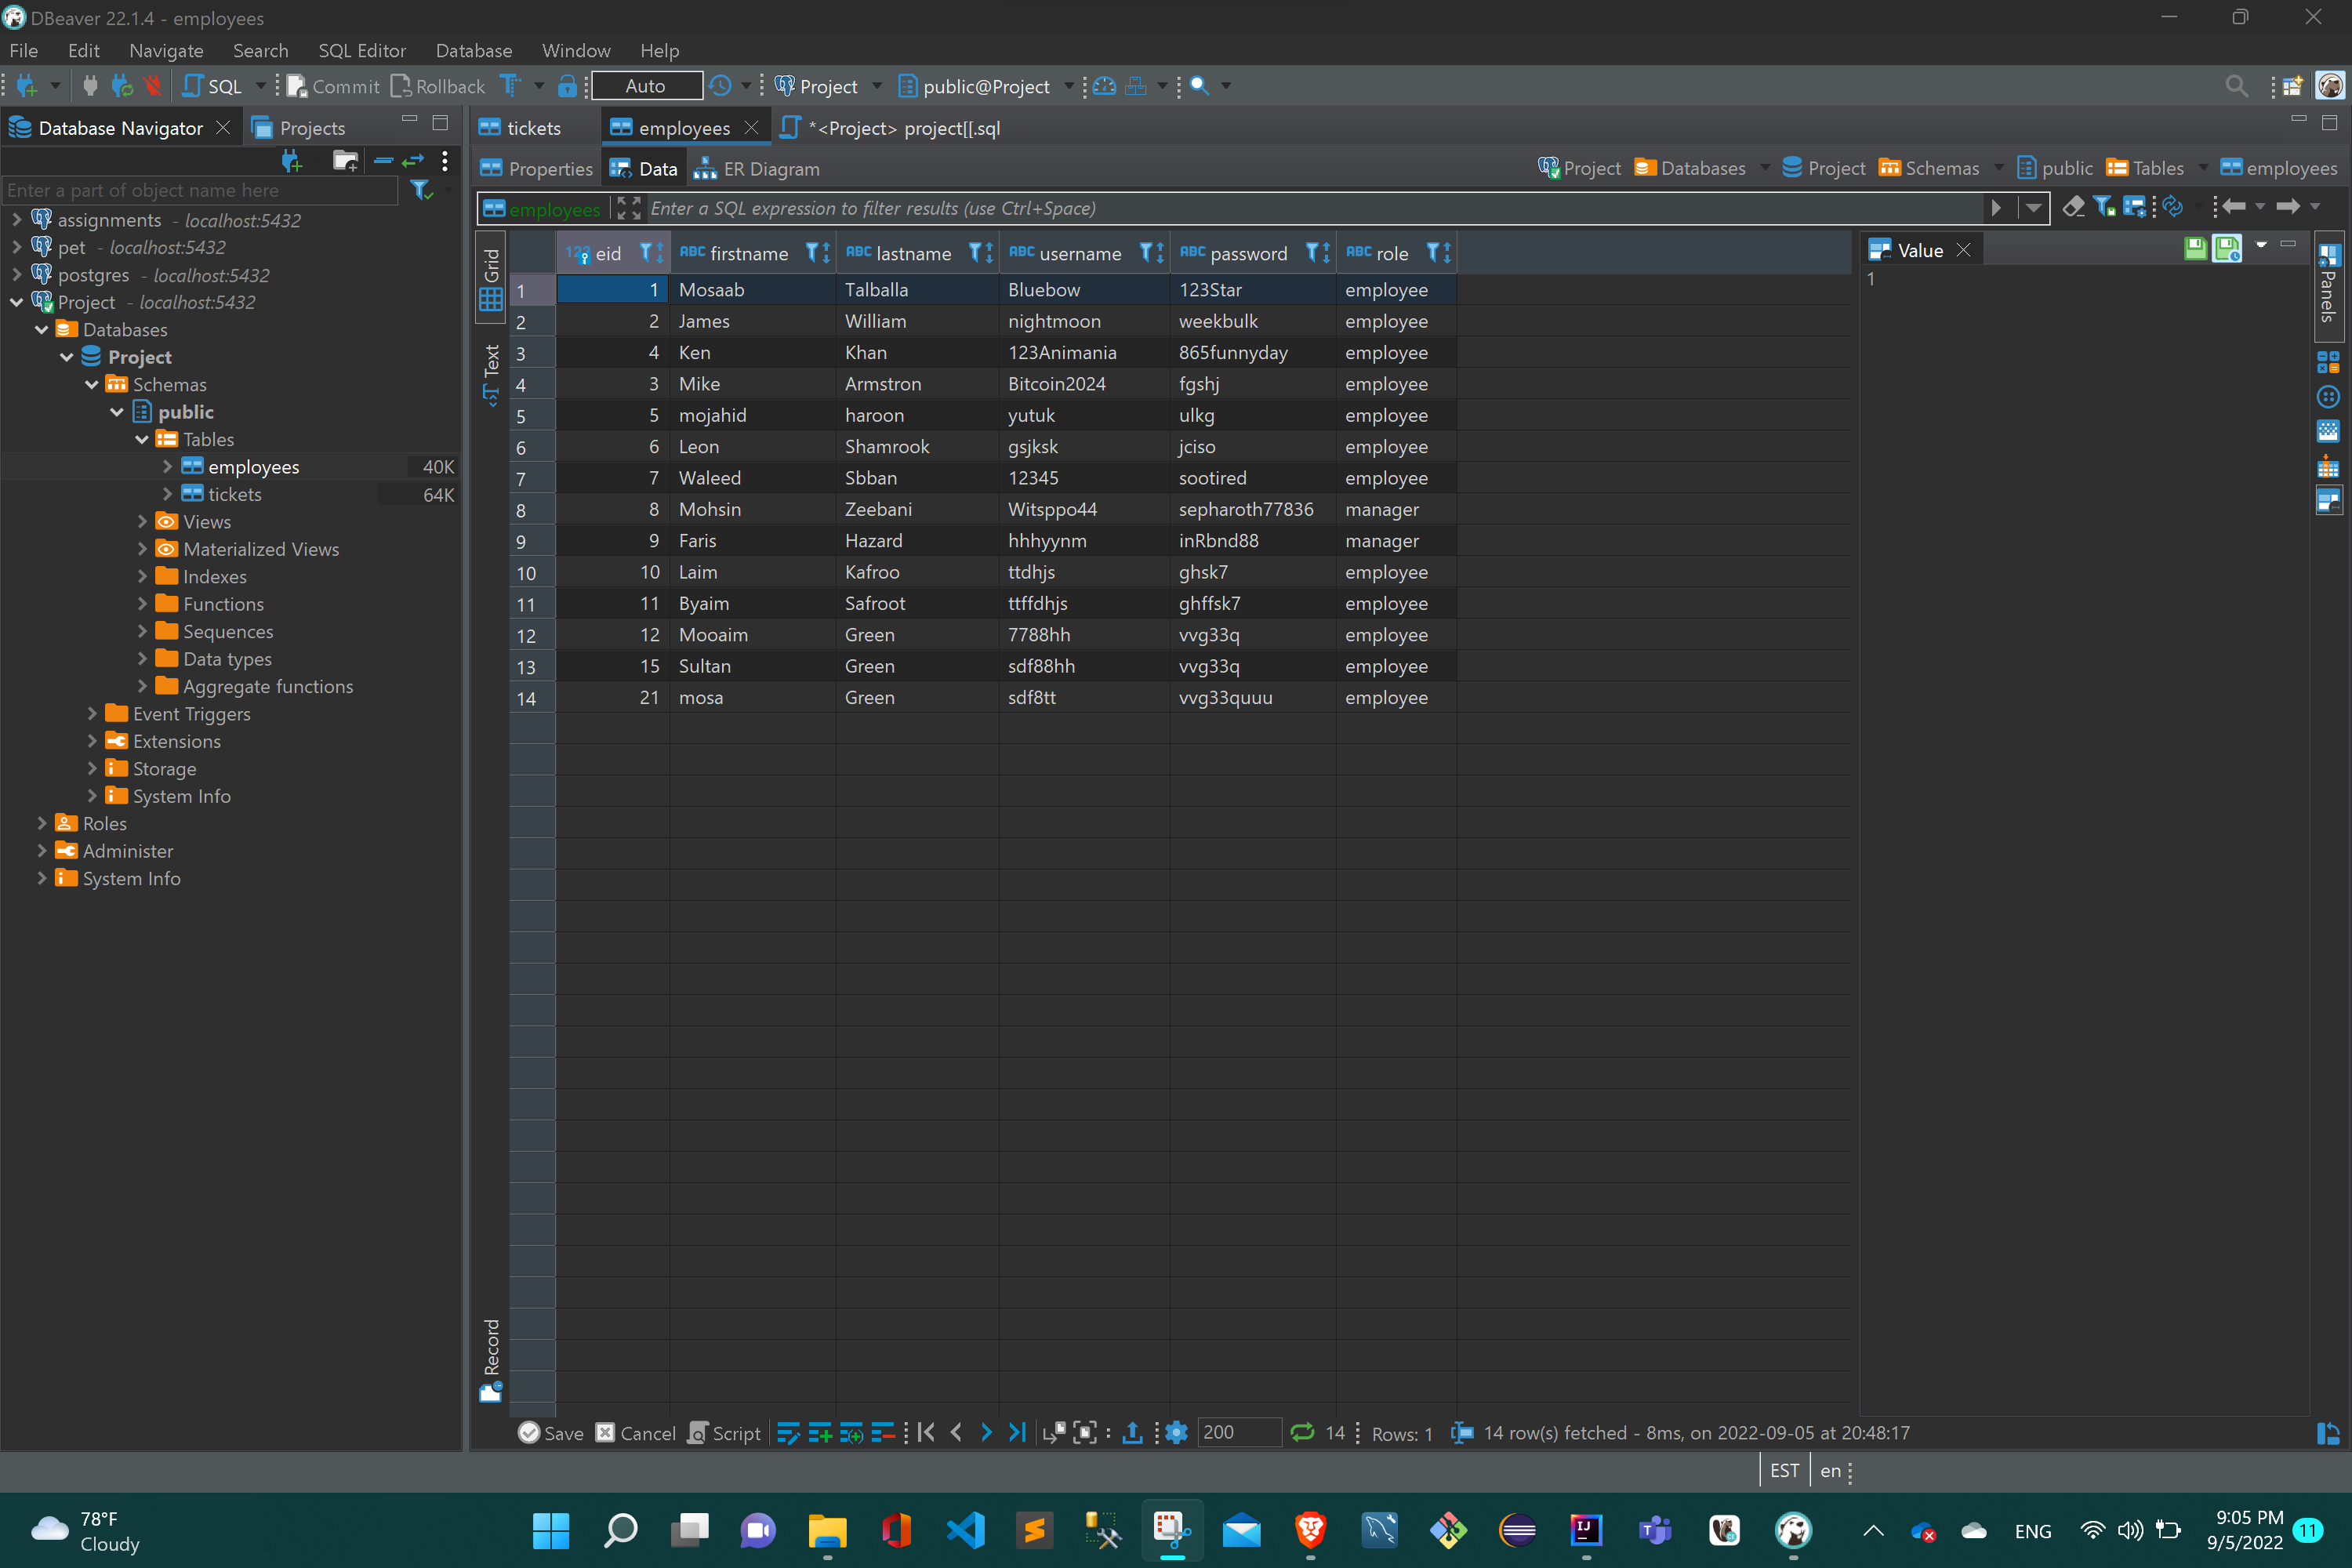 DBeaver 22.1.4 - employees
File Edit Navigate Search SQL Editor Database Window Help
SQL Commit Rollback Auto Project public@Project
Database Navigator Projects
tickets employees *<Project> project[[.sql
Properties Data ER Diagram Project Databases Project Schemas public Tables employees
Enter a part of object name here
employees Enter a SQL expression to filter results (use Ctrl+Space)
assignments - localhost:5432
pet - localhost:5432
postgres - localhost:5432
Project - localhost:5432
Databases
Project
Schemas
public
Tables
employees 40K
tickets 64K
Views
Materialized Views
Indexes
Functions
Sequences
Data types
Aggregate functions
Event Triggers
Extensions
Storage
System Info
Roles
Administer
System Info
Grid
Text
Record
123 eid ABC firstname ABC lastname ABC username ABC password ABC role
1 1 Mosaab Talballa Bluebow 123Star employee
2 2 James William nightmoon weekbulk employee
3 4 Ken Khan 123Animania 865funnyday employee
4 3 Mike Armstron Bitcoin2024 fgshj employee
5 5 mojahid haroon yutuk ulkg employee
6 6 Leon Shamrook gsjksk jciso employee
7 7 Waleed Sbban 12345 sootired employee
8 8 Mohsin Zeebani Witsppo44 sepharoth77836 manager
9 9 Faris Hazard hhhyynm inRbnd88 manager
10 10 Laim Kafroo ttdhjs ghsk7 employee
11 11 Byaim Safroot ttffdhjs ghffsk7 employee
12 12 Mooaim Green 7788hh vvg33q employee
13 15 Sultan Green sdf88hh vvg33q employee
14 21 mosa Green sdf8tt vvg33quuu employee
Value
1
Panels
Save Cancel Script 200 14 Rows: 1 14 row(s) fetched - 8ms, on 2022-09-05 at 20:48:17
EST en
78°F
Cloudy
ENG
9:05 PM
9/5/2022
11